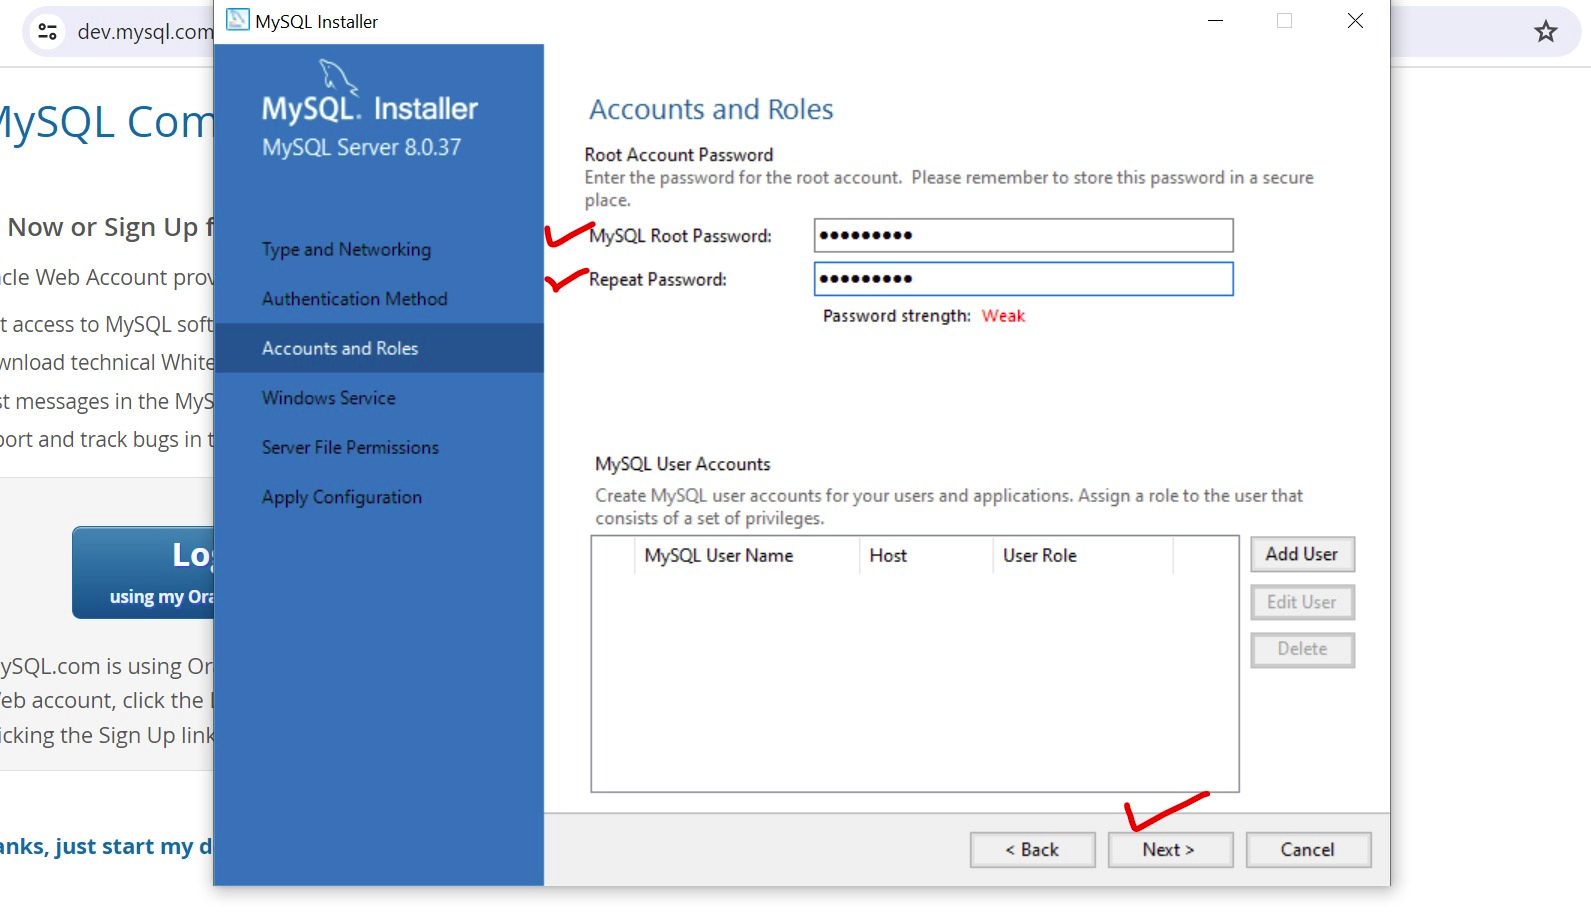 dev.mysql.com
MySQL Installer
MySQL Com
Now or Sign Up f
cle Web Account prov
t access to MySQL soft
wnload technical White
st messages in the MyS
port and track bugs in t
Log
using my Ora
ySQL.com is using Or
eb account, click the
icking the Sign Up link
anks, just start my d
MySQL. Installer
MySQL Server 8.0.37
Type and Networking
Authentication Method
Accounts and Roles
Windows Service
Server File Permissions
Apply Configuration
Accounts and Roles
Root Account Password
Enter the password for the root account. Please remember to store this password in a secure
place.
MySQL Root Password: ●●●●●●●●●
Repeat Password: ●●●●●●●●●
Password strength: Weak
MySQL User Accounts
Create MySQL user accounts for your users and applications. Assign a role to the user that
consists of a set of privileges.
MySQL User Name Host User Role
Add User
Edit User
Delete
< Back Next > Cancel